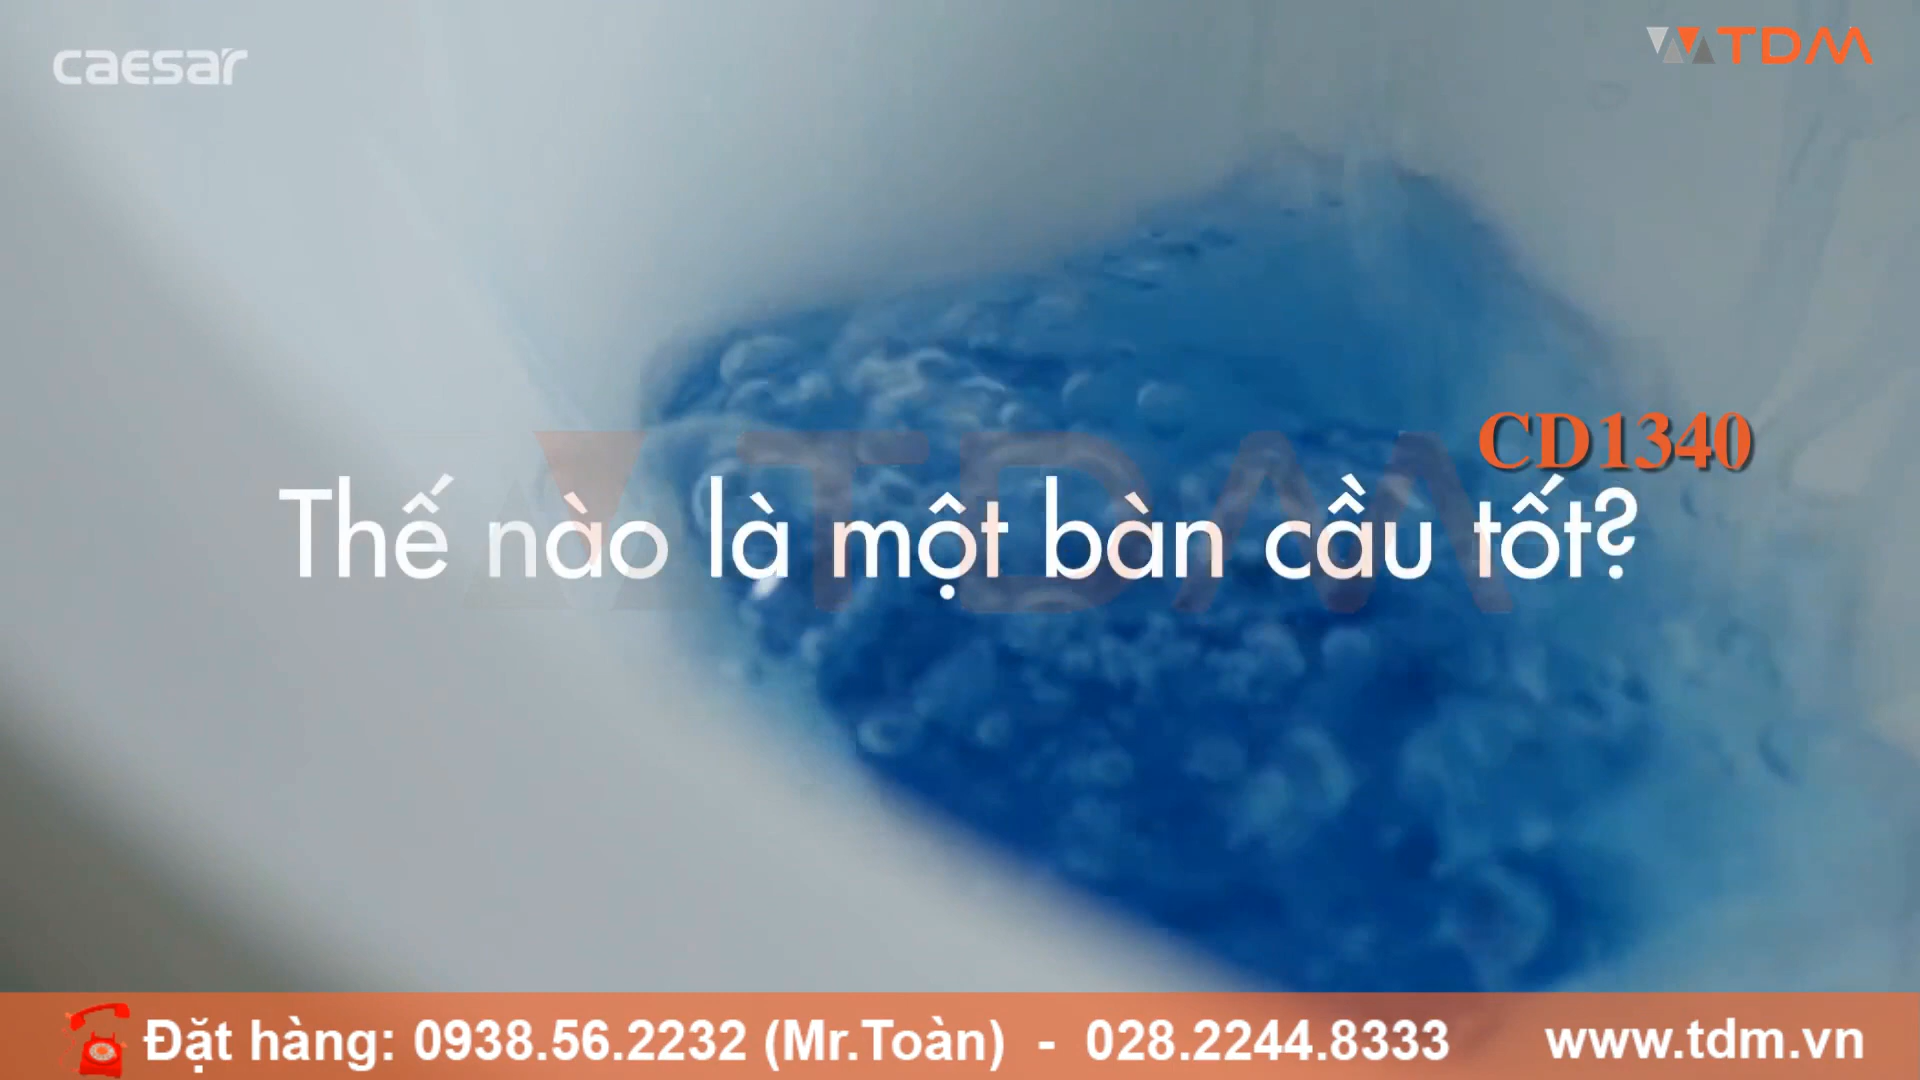 caesar
TDM
CD1340
TDM
Thế nào là một bàn cầu tốt?
Đặt hàng: 0938.56.2232 (Mr.Toàn) - 028.2244.8333 www.tdm.vn